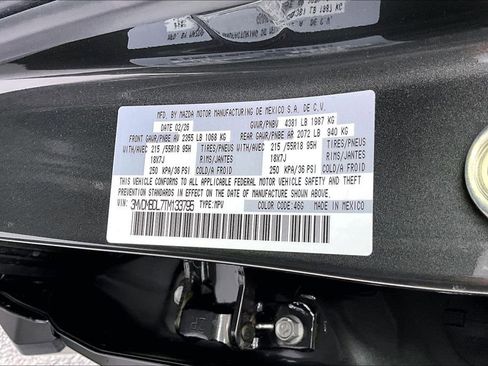 MFD. BY MAZDA MOTOR MANUFACTURING DE MEXICO S.A. DE C.V.
DATE 02/26 GVWR/PNBV 4381 LB 1987 KG
FRONT GAWR/PNBE AV 2355 LB 1068 KG REAR GAWR/PNBE AR 2072 LB 940 KG
WITH/AVEC 215/55R18 95H TIRES/PNEUS WITH/AVEC 215/55R18 95H TIRES/PNEUS
18X7J RIMS/JANTES 18X7J RIMS/JANTES
250 KPA/36 PSI COLD/A FROID 250 KPA/36 PSI COLD/A FROID
THIS VEHICLE CONFORMS TO ALL APPLICABLE FEDERAL MOTOR VEHICLE SAFETY AND THEFT
PREVENTION STANDARDS IN EFFECT ON THE DATE OF MANUFACTURE SHOWN ABOVE.
VIN: 3MVDMBDL7TM133795 TYPE: MPV COLOR CODE: 46G MADE IN MEXICO